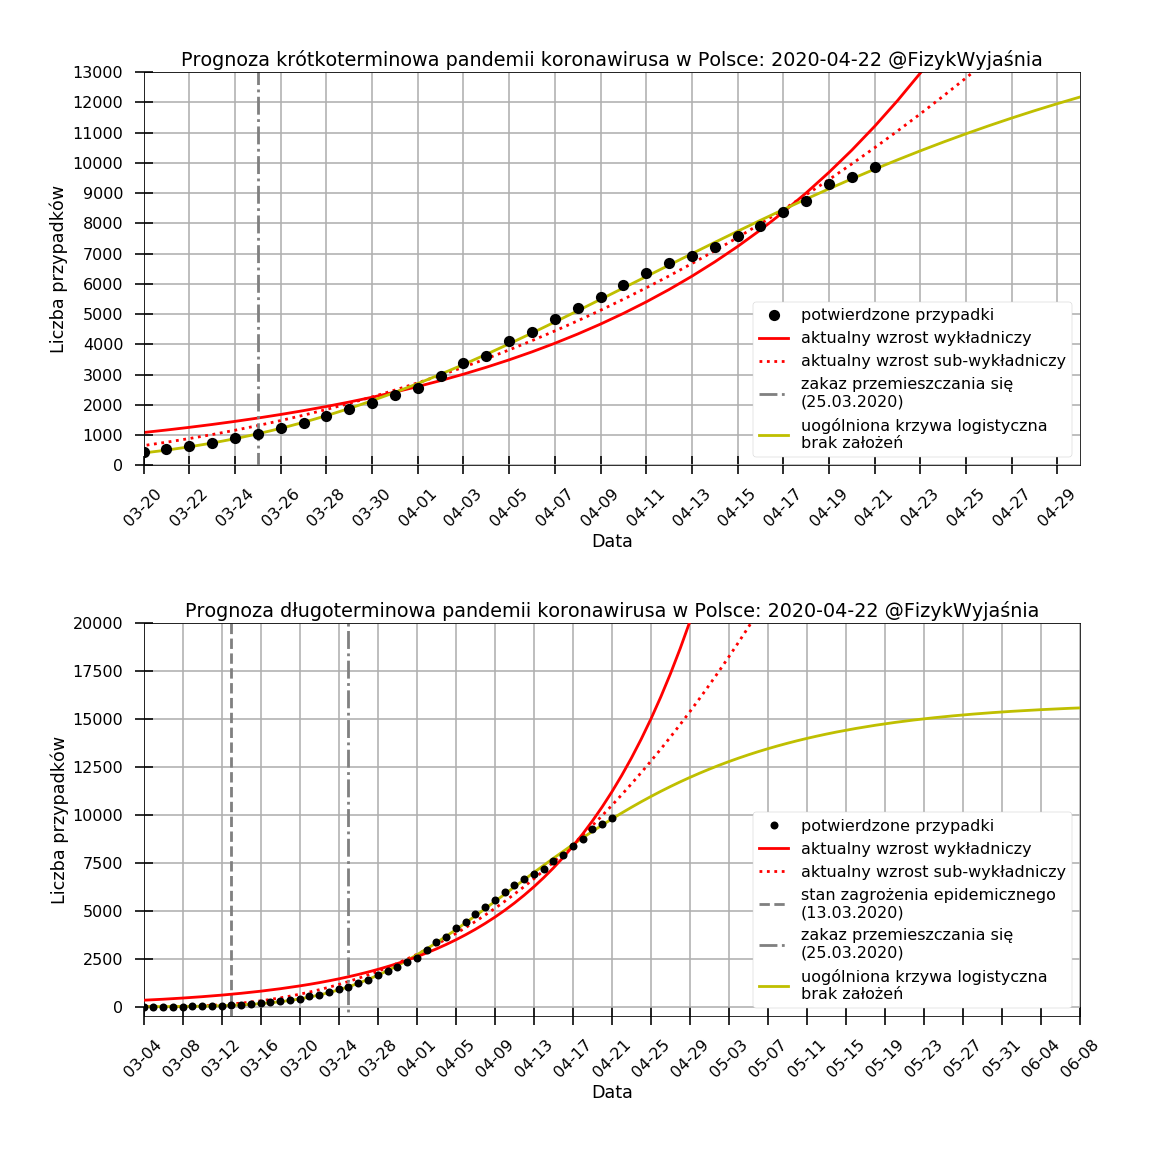 Prognoza krótkoterminowa pandemii koronawirusa w Polsce: 2020-04-22 @FizykWyjaśnia
13000
12000
11000
10000
9000
8000
7000
6000
5000
4000
3000
2000
1000
0
Liczba przypadków
potwierdzone przypadki
aktualny wzrost wykładniczy
aktualny wzrost sub-wykładniczy
zakaz przemieszczania się
(25.03.2020)
uogólniona krzywa logistyczna
brak założeń
03-20 03-22 03-24 03-26 03-28 03-30 04-01 04-03 04-05 04-07 04-09 04-11 04-13 04-15 04-17 04-19 04-21 04-23 04-25 04-27 04-29
Data
Prognoza długoterminowa pandemii koronawirusa w Polsce: 2020-04-22 @FizykWyjaśnia
20000
17500
15000
12500
10000
7500
5000
2500
0
Liczba przypadków
potwierdzone przypadki
aktualny wzrost wykładniczy
aktualny wzrost sub-wykładniczy
stan zagrożenia epidemicznego
(13.03.2020)
zakaz przemieszczania się
(25.03.2020)
uogólniona krzywa logistyczna
brak założeń
03-04 03-08 03-12 03-16 03-20 03-24 03-28 04-01 04-05 04-09 04-13 04-17 04-21 04-25 04-29 05-03 05-07 05-11 05-15 05-19 05-23 05-27 05-31 06-04 06-08
Data